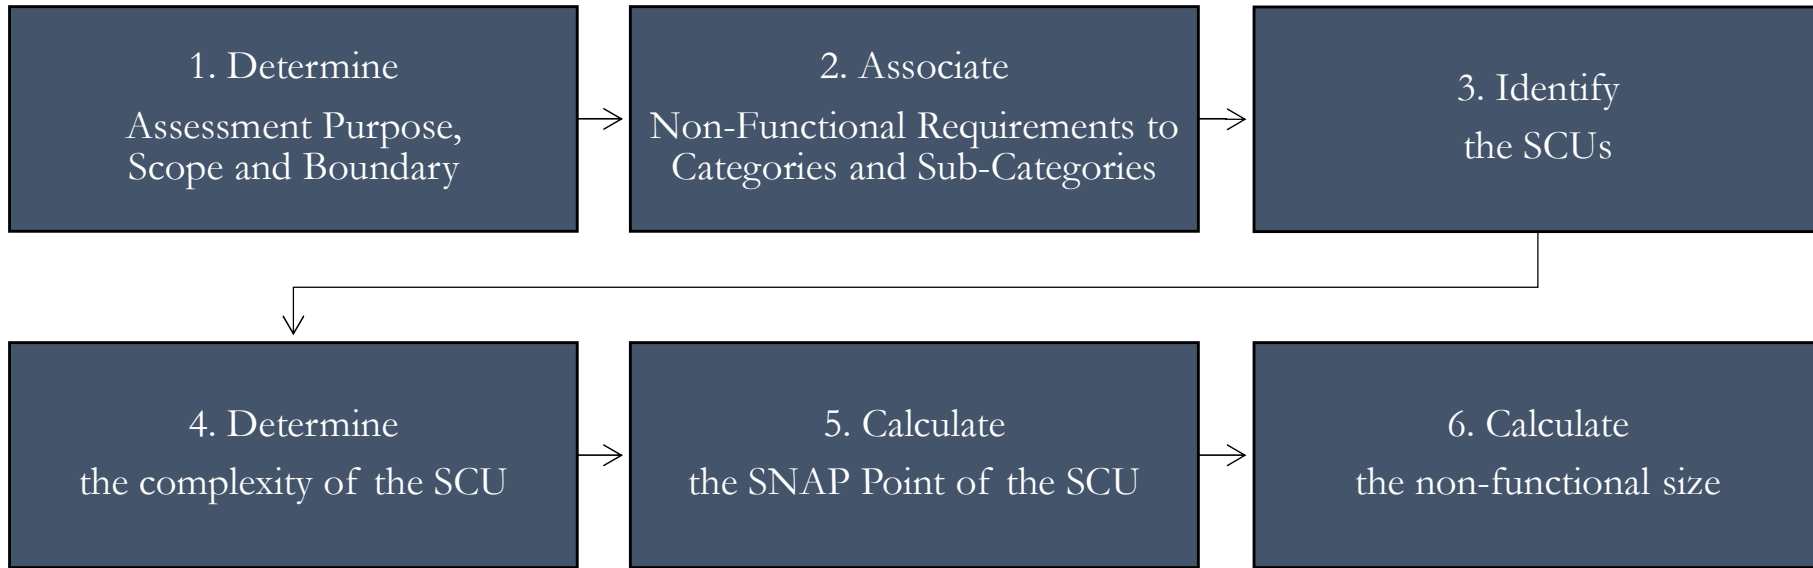 1. Determine
Assessment Purpose,
Scope and Boundary
2. Associate
Non-Functional Requirements to
Categories and Sub-Categories
3. Identify
the SCUs
4. Determine
the complexity of the SCU
5. Calculate
the SNAP Point of the SCU
6. Calculate
the non-functional size